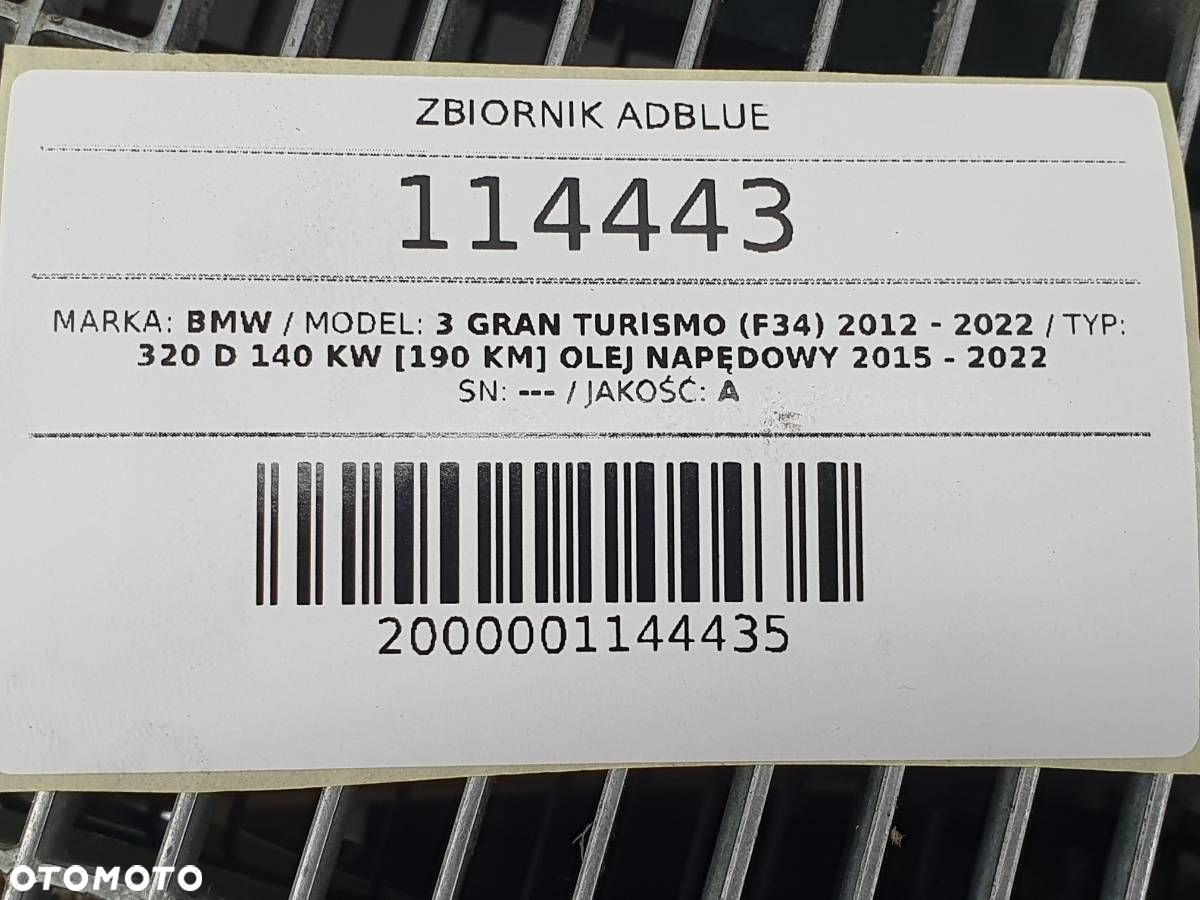 ZBIORNIK ADBLUE
114443
MARKA: BMW / MODEL: 3 GRAN TURISMO (F34) 2012 - 2022 / TYP:
320 D 140 KW [190 KM] OLEJ NAPĘDOWY 2015 - 2022
SN: --- / JAKOŚĆ: A
2000001144435
OTOMOTO